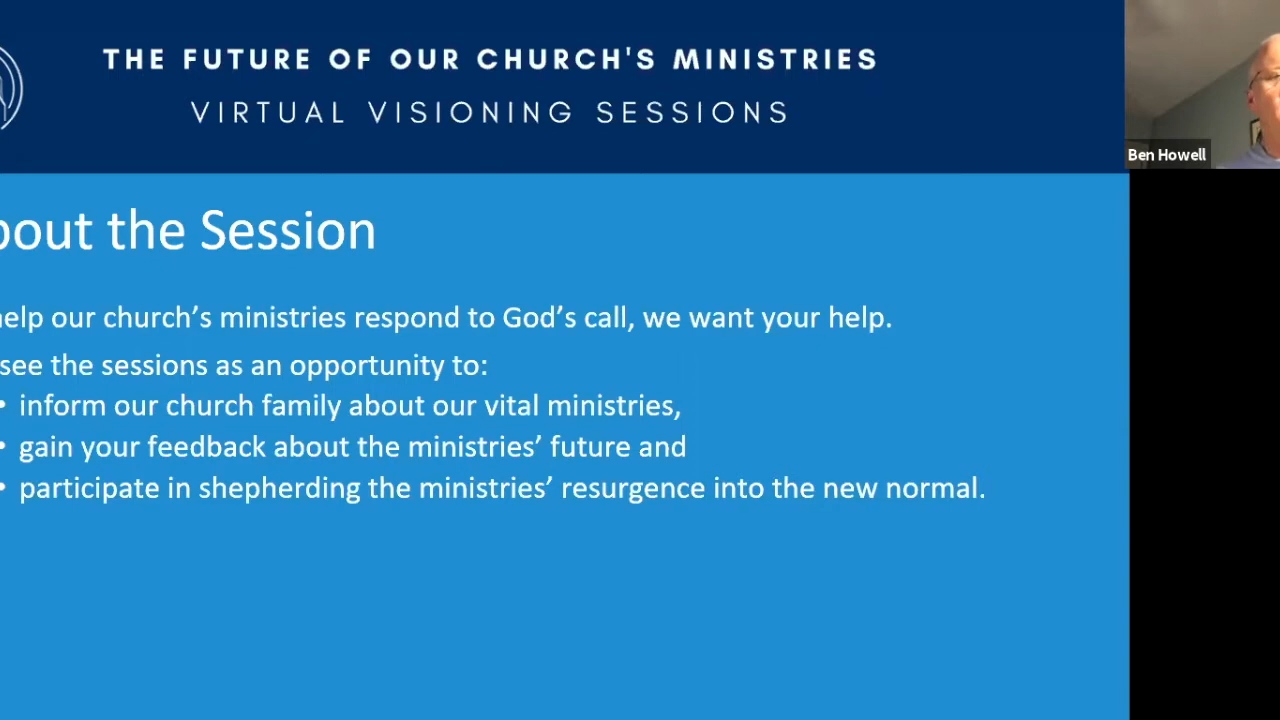 THE FUTURE OF OUR CHURCH'S MINISTRIES
VIRTUAL VISIONING SESSIONS
Ben Howell
bout the Session
help our church’s ministries respond to God’s call, we want your help.
see the sessions as an opportunity to:
• inform our church family about our vital ministries,
• gain your feedback about the ministries’ future and
• participate in shepherding the ministries’ resurgence into the new normal.